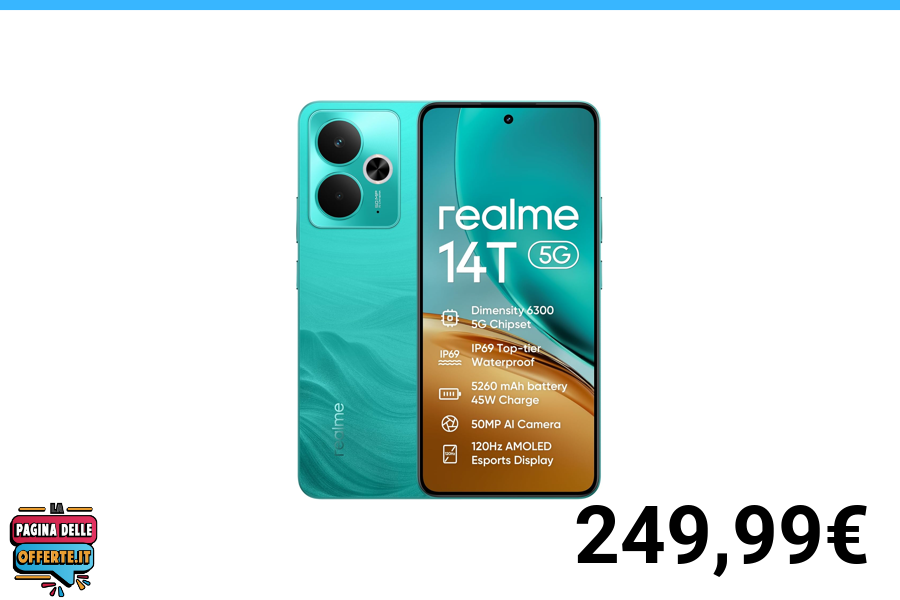 realme
14T 5G
Dimensity 6300
5G Chipset
IP69
IP69 Top-tier
Waterproof
5260 mAh battery
45W Charge
50MP AI Camera
120Hz AMOLED
Esports Display
realme
LA
PAGINA DELLE
OFFERTE.IT
249,99€